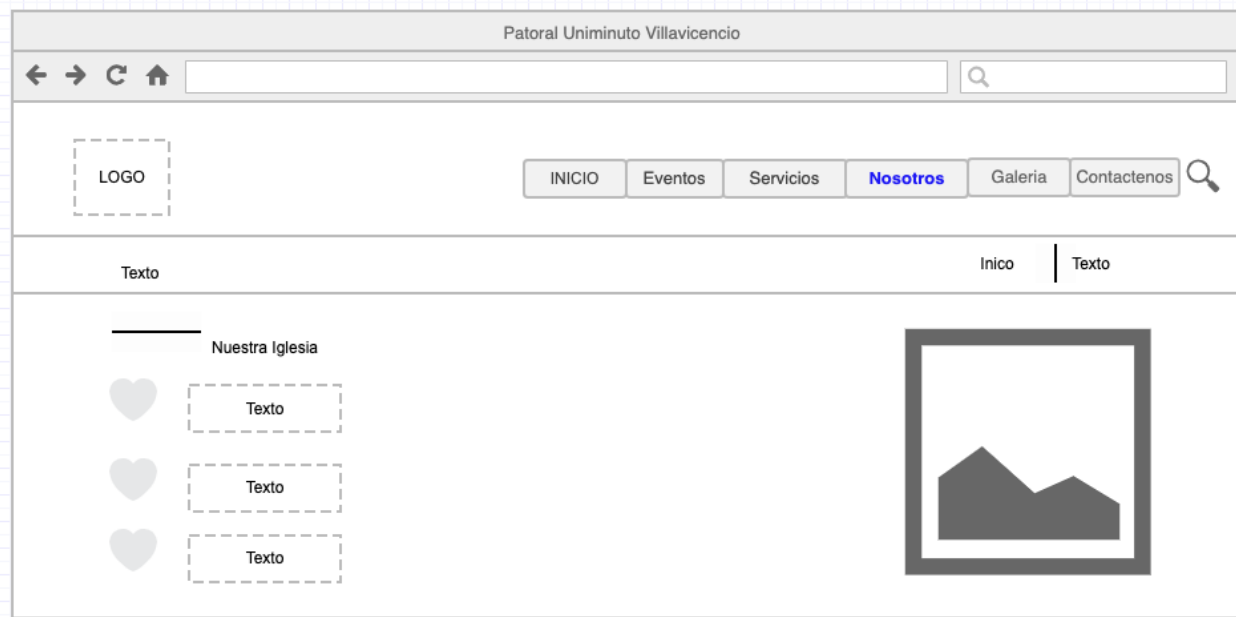 Patoral Uniminuto Villavicencio
LOGO
INICIO Eventos Servicios Nosotros Galeria Contactenos
Texto
Inico Texto
Nuestra Iglesia
Texto
Texto
Texto